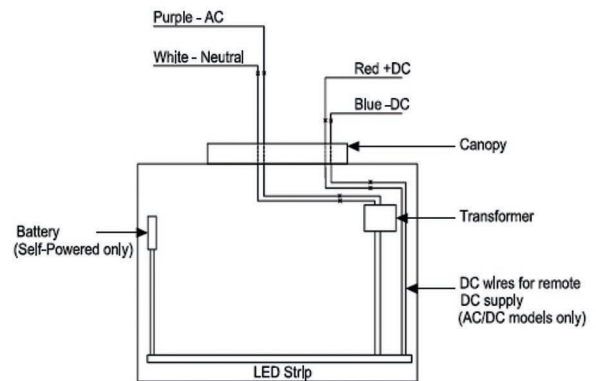 Purple - AC
White - Neutral
Red +DC
Blue -DC
Canopy
Transformer
Battery
(Self-Powered only)
DC wires for remote
DC supply
(AC/DC models only)
LED Strip